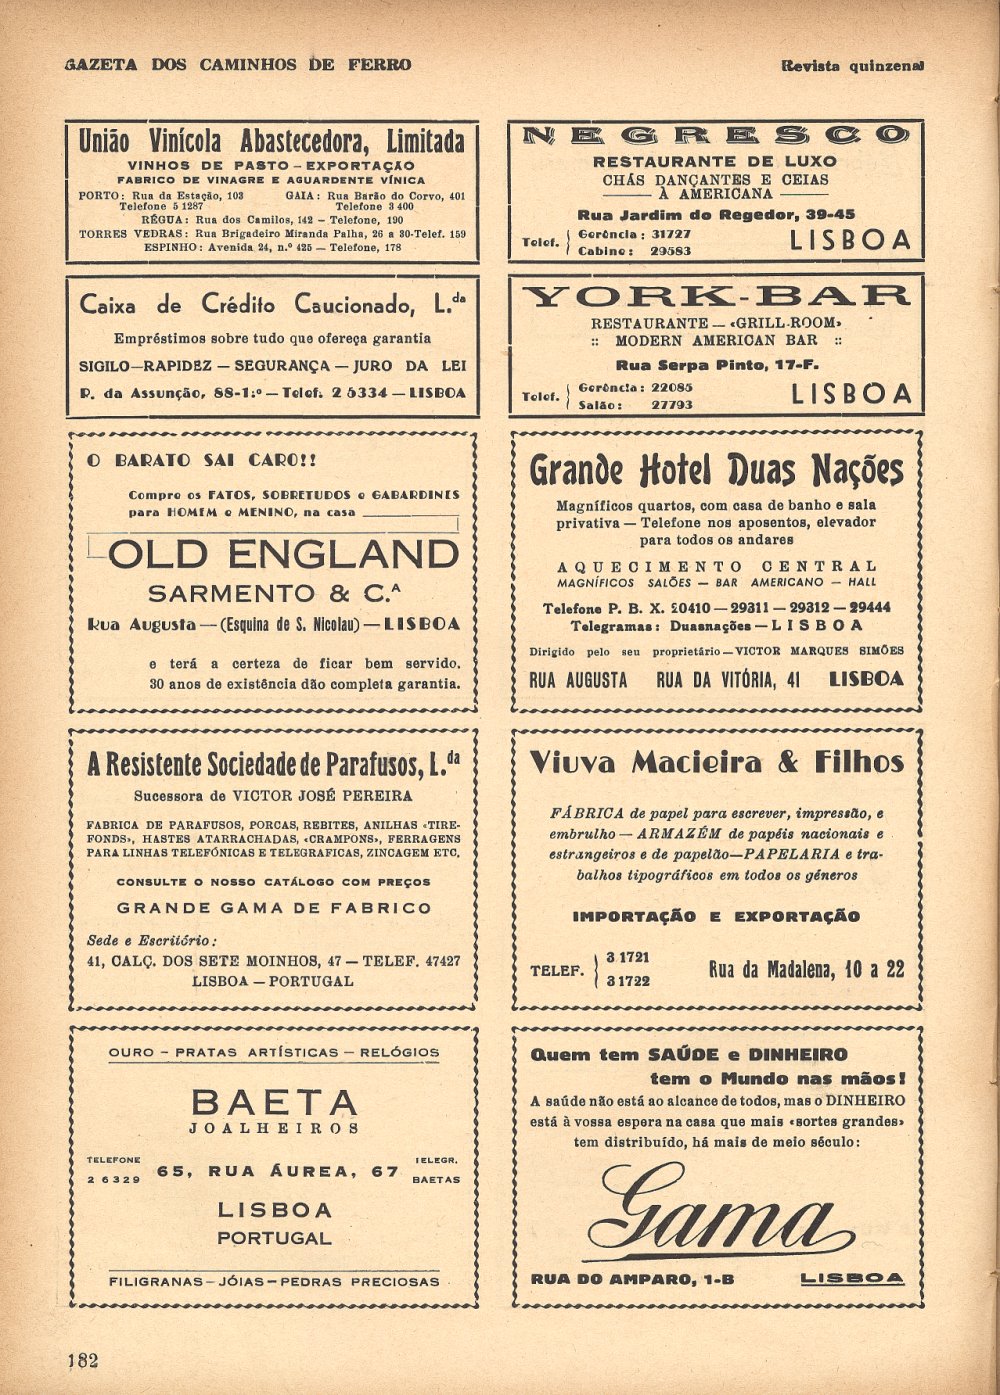 GAZETA DOS CAMINHOS DE FERRO
Revista quinzenal
União Vinícola Abastecedora, Limitada
VINHOS DE PASTO – EXPORTAÇÃO
FABRICO DE VINAGRE E AGUARDENTE VÍNICA
PORTO: Rua da Estação, 103 GAIA: Rua Barão do Corvo, 401
Telefone 5 1287 Telefone 3 400
RÉGUA: Rua dos Camilos, 142 – Telefone, 190
TORRES VEDRAS: Rua Brigadeiro Miranda Palha, 26 a 30-Telef. 159
ESPINHO: Avenida 24, n.º 425 – Telefone, 178
NEGRESCO
RESTAURANTE DE LUXO
CHÁS DANÇANTES E CEIAS
— À AMERICANA —
Rua Jardim do Regedor, 39-45
Telef. Gerência: 31727
Cabine: 29583
LISBOA
Caixa de Crédito Caucionado, L.da
Empréstimos sobre tudo que ofereça garantia
SIGILO—RAPIDEZ — SEGURANÇA — JURO DA LEI
R. da Assunção, 88-1.º — Telef. 2 5334 — LISBOA
YORK-BAR
RESTAURANTE — «GRILL-ROOM»
:: MODERN AMERICAN BAR ::
Rua Serpa Pinto, 17-F.
Telef. Gerência: 22085
Salão: 27793
LISBOA
O BARATO SAI CARO!!
Compre os FATOS, SOBRETUDOS e GABARDINES
para HOMEM e MENINO, na casa
OLD ENGLAND
SARMENTO & C.A
Rua Augusta — (Esquina de S. Nicolau) — LISBOA
e terá a certeza de ficar bem servido.
30 anos de existência dão completa garantia.
Grande Hotel Duas Nações
Magníficos quartos, com casa de banho e sala
privativa — Telefone nos aposentos, elevador
para todos os andares
AQUECIMENTO CENTRAL
MAGNÍFICOS SALÕES — BAR AMERICANO — HALL
Telefone P. B. X. 20410 — 29311 — 29312 — 29444
Telegramas: Duasnações — LISBOA
Dirigido pelo seu proprietário — VICTOR MARQUES SIMÕES
RUA AUGUSTA RUA DA VITÓRIA, 41 LISBOA
A Resistente Sociedade de Parafusos, L.da
Sucessora de VICTOR JOSÉ PEREIRA
FABRICA DE PARAFUSOS, PORCAS, REBITES, ANILHAS «TIRE-
FONDS», HASTES ATARRACHADAS, «CRAMPONS», FERRAGENS
PARA LINHAS TELEFÓNICAS E TELEGRAFICAS, ZINCAGEM ETC.
CONSULTE O NOSSO CATÁLOGO COM PREÇOS
GRANDE GAMA DE FABRICO
Sede e Escritório:
41, CALÇ. DOS SETE MOINHOS, 47 — TELEF. 47427
LISBOA — PORTUGAL
Viuva Macieira & Filhos
FÁBRICA de papel para escrever, impressão, e
embrulho — ARMAZÉM de papéis nacionais e
estrangeiros e de papelão—PAPELARIA e tra-
balhos tipográficos em todos os géneros
IMPORTAÇÃO E EXPORTAÇÃO
TELEF. 3 1721
3 1722
Rua da Madalena, 10 a 22
OURO – PRATAS ARTÍSTICAS – RELÓGIOS
BAETA
JOALHEIROS
TELEFONE
2 6329
65, RUA ÁUREA, 67
TELEGR.
BAETAS
LISBOA
PORTUGAL
FILIGRANAS – JÓIAS – PEDRAS PRECIOSAS
Quem tem SAÚDE e DINHEIRO
tem o Mundo nas mãos!
A saúde não está ao alcance de todos, mas o DINHEIRO
está à vossa espera na casa que mais «sortes grandes»
tem distribuído, há mais de meio século:
Gama
RUA DO AMPARO, 1-B LISBOA
182